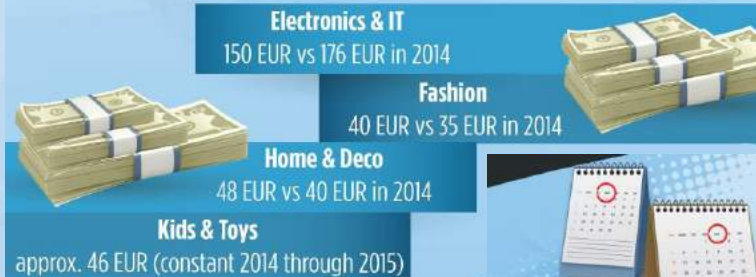 Electronics & IT
150 EUR vs 176 EUR in 2014
Fashion
40 EUR vs 35 EUR in 2014
Home & Deco
48 EUR vs 40 EUR in 2014
Kids & Toys
approx. 46 EUR (constant 2014 through 2015)